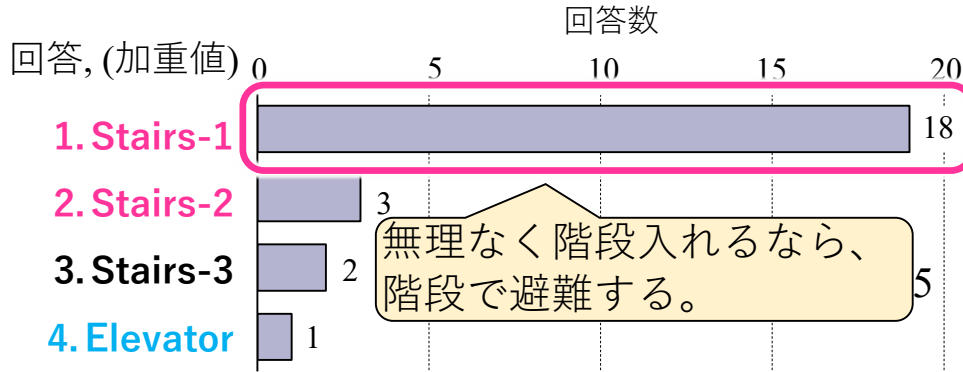 回答数
回答, (加重値)
0 5 10 15 20
1. Stairs-1 18
2. Stairs-2 3
3. Stairs-3 2
4. Elevator 1
無理なく階段入れるなら、
階段で避難する。
5